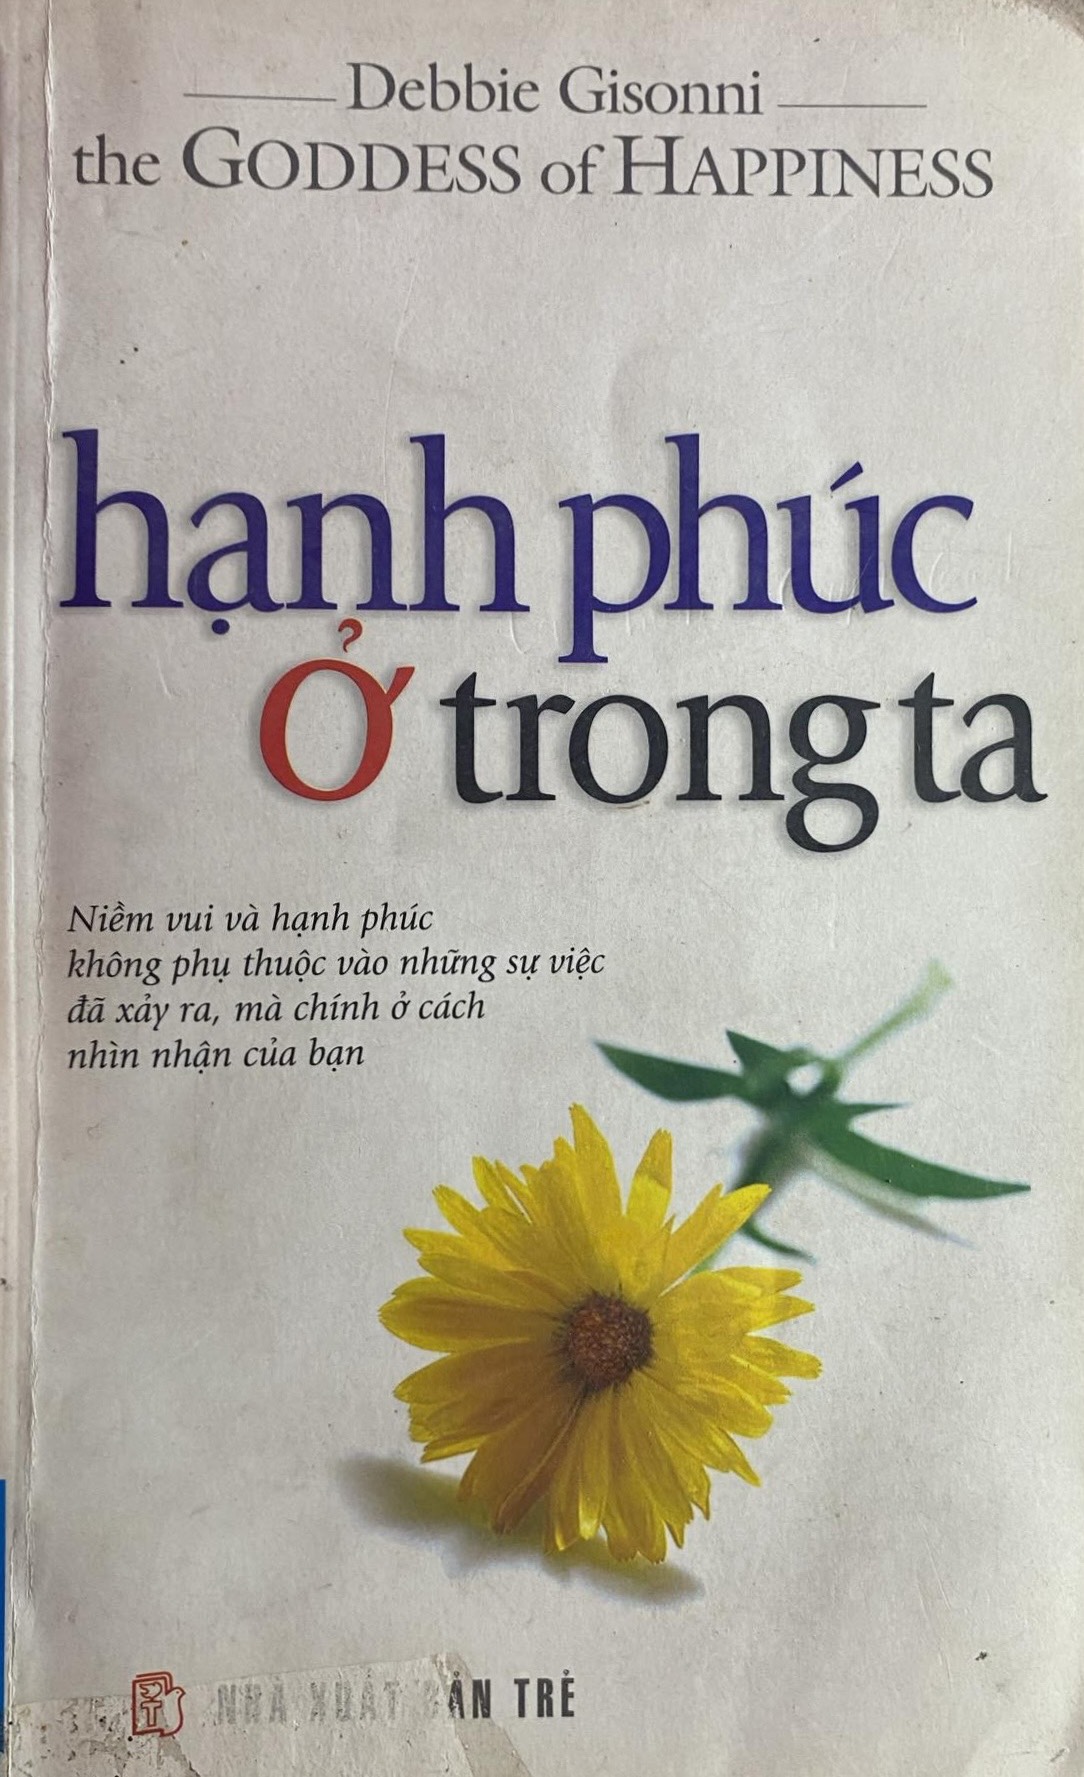 Debbie Gisonni
the GODDESS of HAPPINESS
hạnh phúc
Ở trong ta
Niềm vui và hạnh phúc
không phụ thuộc vào những sự việc
đã xảy ra, mà chính ở cách
nhìn nhận của bạn
NHÀ XUẤT BẢN TRẺ